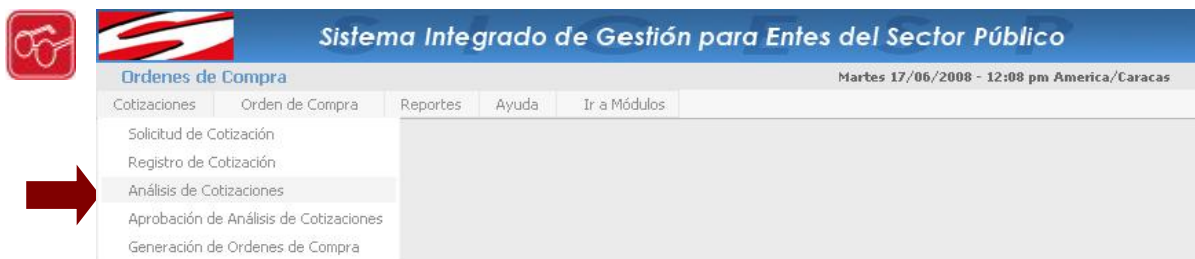 Sistema Integrado de Gestión para Entes del Sector Público
Ordenes de Compra Martes 17/06/2008 - 12:08 pm America/Caracas
Cotizaciones Orden de Compra Reportes Ayuda Ir a Módulos
Solicitud de Cotización
Registro de Cotización
Análisis de Cotizaciones
Aprobación de Análisis de Cotizaciones
Generación de Ordenes de Compra